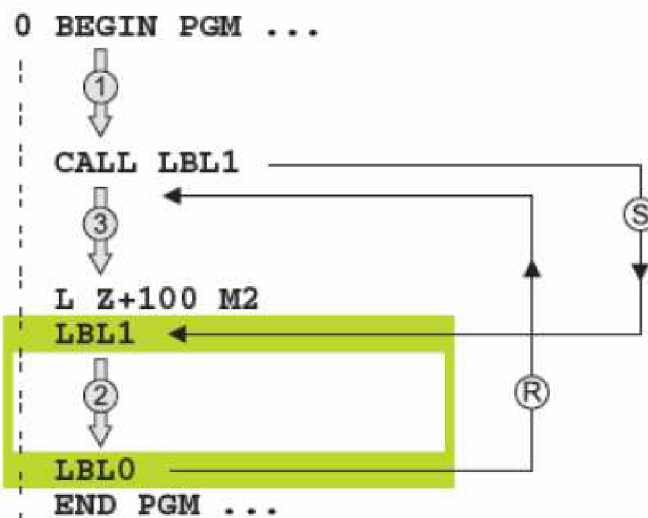 0 BEGIN PGM ...
1
CALL LBL1
S
3
L Z+100 M2
LBL1
2
R
LBL0
END PGM ...